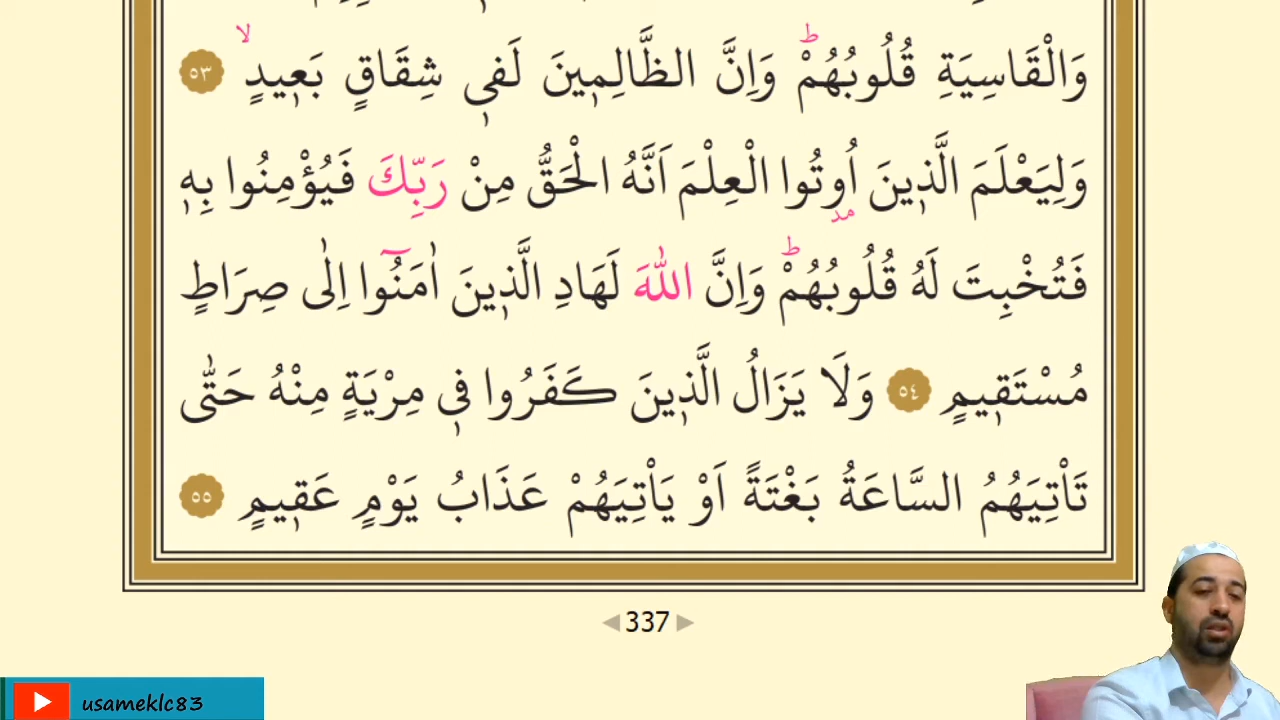 وَالْقَاسِيَةِ قُلُوبُهُمْۜ وَاِنَّ الظَّالِم۪ينَ لَف۪ي شِقَاقٍ بَع۪يدٍۙ ٥٣
وَلِيَعْلَمَ الَّذ۪ينَ اُو۫تُوا الْعِلْمَ اَنَّهُ الْحَقُّ مِنْ رَبِّكَ فَيُؤْمِنُوا بِه۪
فَتُخْبِتَ لَهُ قُلُوبُهُمْۜ وَاِنَّ اللّٰهَ لَهَادِ الَّذ۪ينَ اٰمَنُٓوا اِلٰى صِرَاطٍ
مُسْتَق۪يمٍ ٥٤ وَلَا يَزَالُ الَّذ۪ينَ كَفَرُوا ف۪ي مِرْيَةٍ مِنْهُ حَتّٰى
تَأْتِيَهُمُ السَّاعَةُ بَغْتَةً اَوْ يَأْتِيَهُمْ عَذَابُ يَوْمٍ عَق۪يمٍ ٥٥
337
usameklc83